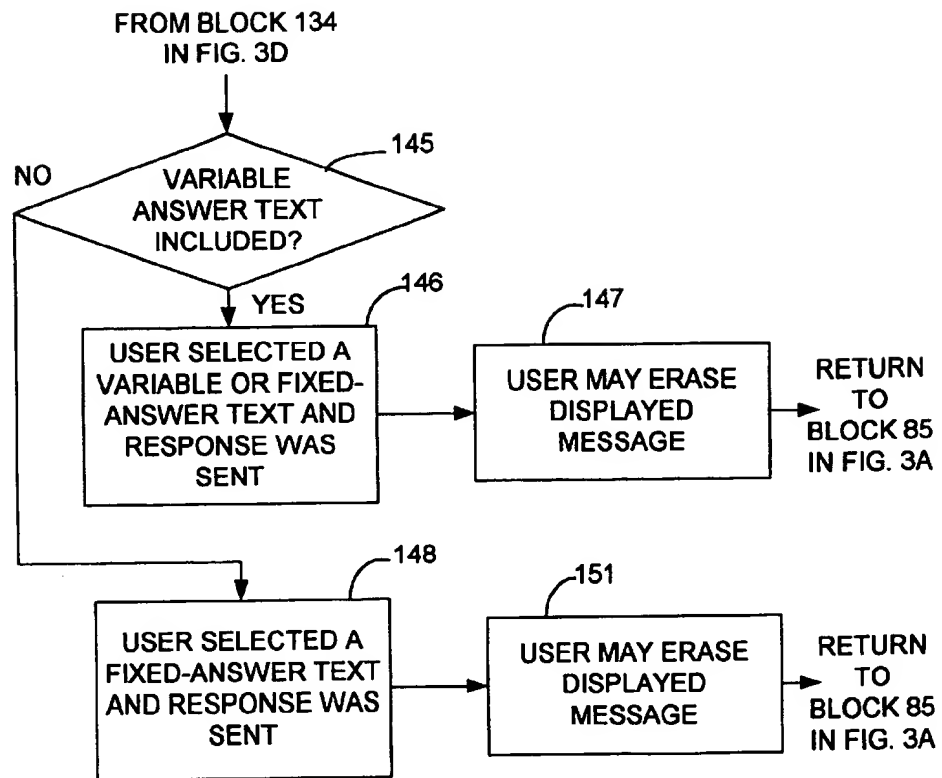 FROM BLOCK 134
IN FIG. 3D
145
NO
VARIABLE
ANSWER TEXT
INCLUDED?
YES
146
147
USER SELECTED A
VARIABLE OR FIXED-
ANSWER TEXT AND
RESPONSE WAS
SENT
USER MAY ERASE
DISPLAYED
MESSAGE
RETURN
TO
BLOCK 85
IN FIG. 3A
148
151
USER SELECTED A
FIXED-ANSWER TEXT
AND RESPONSE WAS
SENT
USER MAY ERASE
DISPLAYED
MESSAGE
RETURN
TO
BLOCK 85
IN FIG. 3A